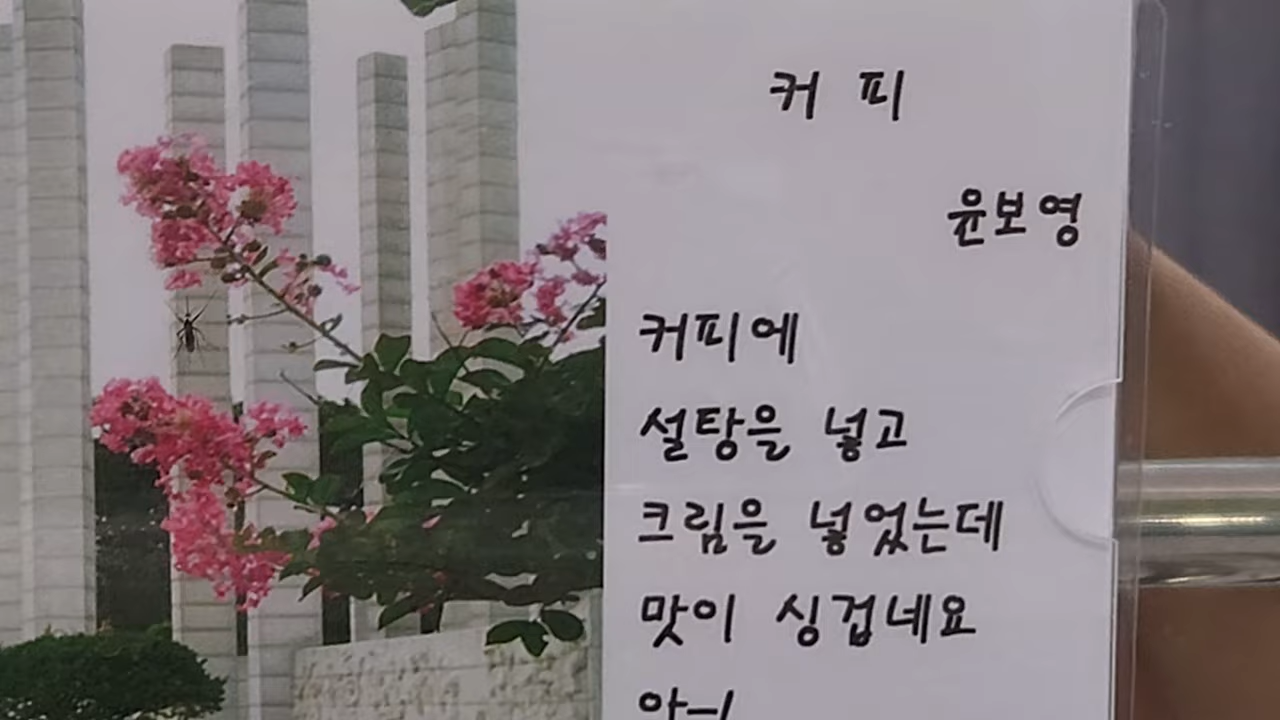 커 피
윤보영
커피에
설탕을 넣고
크림을 넣었는데
맛이 싱겁네요
아-!